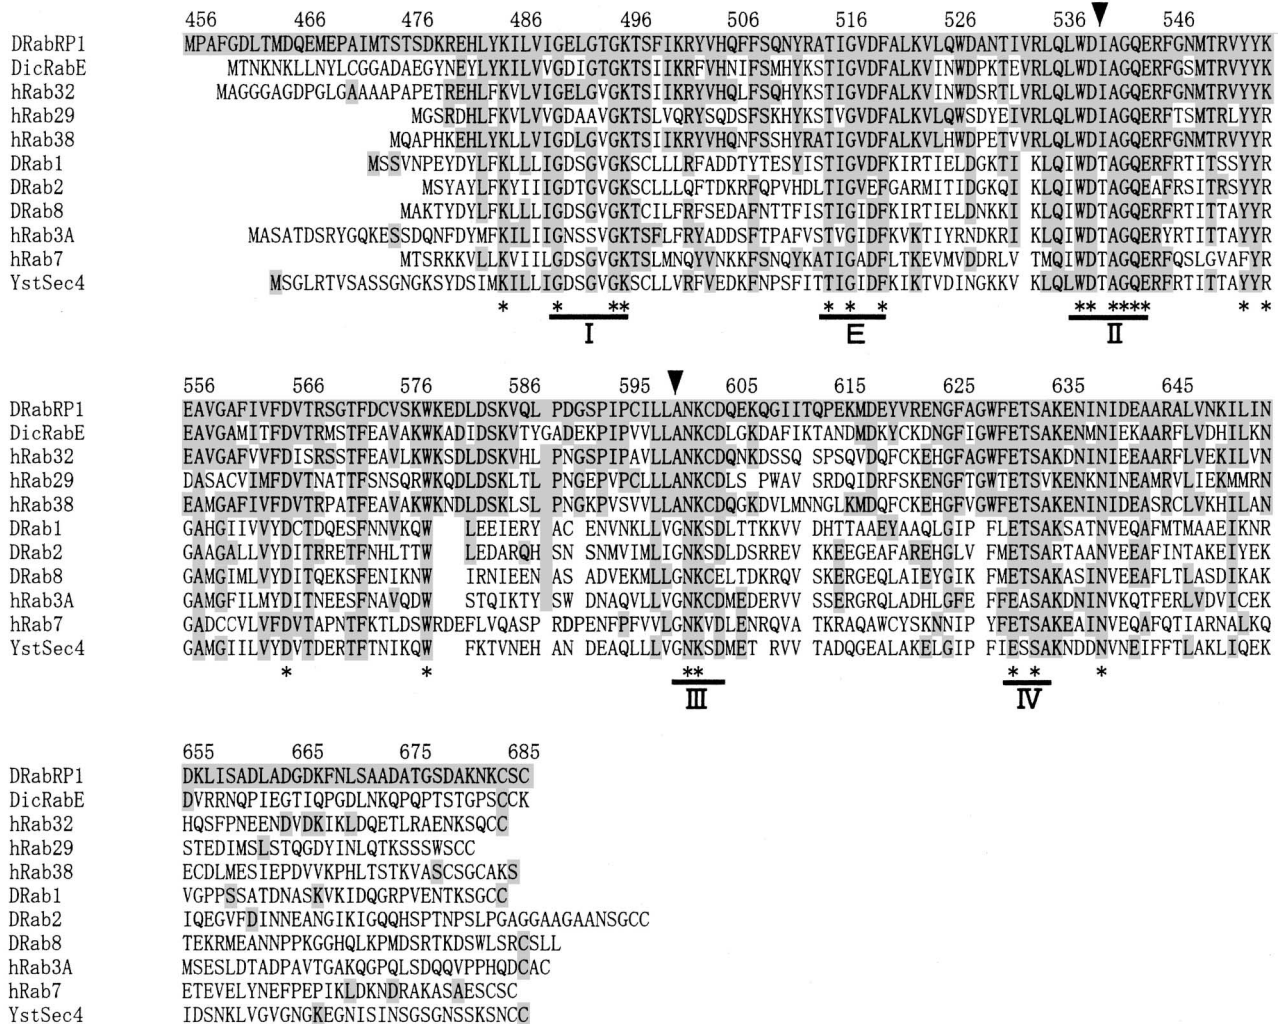 456 466 476 486 496 506 516 526 536 546
DRabRP1 MPAFGDLTMDQEMEPAIMTSTSDKREHLYKILVIGELGTGKTSFIKRYVHQFFSQNYRATIGVDFALKVLQWDANTIVRLQLWDIAGQERFGNMTRVYYK
DicRabE MTNKNKLLNYLCGGADAEGYNEYLYKILVVGDIGTGKTSIIKRFVHNIFSMHYKSTIGVDFALKVINWDPKTEVRLQLWDIAGQERFGSMTRVYYK
hRab32 MAGGGAGDPGLGAAAAPAPETREHLFKVLVIGELGVGKTSIIKRYVHQLFSQHYKSTIGVDFALKVINWDSRTLVRLQLWDIAGQERFGSMTRVYYK
hRab29 MGSRDHLFKVLVVGDAAVGKTSLVQRYSQDSFSKHYKSTVGVDFALKVLQWSDYEIVRLQLWDIAGQERFTSMTRLYYR
hRab38 MQAPHKEHLYKLLVIGDLGVGKTSIIKRYVHQNFSSHYRATIGVDFALKVLHWDPETVVRLQLWDIAGQERFGNMTRVYYR
DRab1 MSSVNPEYDYLFKLLLIGDSGVGKSCLLLRFADDTYTESYISTIGVDFKIRTIELDGKTI KLQIWDTAGQERFRTITSSYYR
DRab2 MSYAYLFKYIIIGDTGVGKSCLLLQFTDKRFQPVHDLTIGVEFGARMITIDGKQI KLQIWDTAGQEAFRSITRSYYR
DRab8 MAKTYDYLFKLLLIGDSGVGKTCILFRFSEDAFNTTFISTIGIDFKIRTIELDNKKI KLQIWDTAGQERFRTITTAYYR
hRab3A MASATDSRYGQKESSDQNFDYMFKILIIGNSSVGKTSFLFRYADDSFTPAFVSTVGIDFKVKTIYRNDKRI KLQIWDTAGQERYRTITTAYYR
hRab7 MTSRKKVLLKVIILGDSGVGKTSLMNQYVNKKFSNQYKATIGADFLTKEVMVDDRLV TMQIWDTAGQERFQSLGVAFYR
YstSec4 MSGLRTVSASSGNGKSYDSIMKILLIGDSGVGKSCLLVRFVEDKFNPSFITTIGIDFKIKTVDINGKKV KLQLWDTAGQERFRTITTAYYR
* * ** * * * ** **** * *
I E II
556 566 576 586 595 605 615 625 635 645
DRabRP1 EAVGAFIVFDVTRSGTFDCVSKWKEDLDSKVQL PDGSPIPCILLANKCDQEKQGIITQPEKMDEYVRENGFAGWFETSAKENINIDEAARALVNKILIN
DicRabE EAVGAMITFDVTRMSTFEAVAKWKADIDSKVTYGADEKPIPVVLLANKCDLGKDAFIKTANDMDKYCKDNGFIGWFETSAKENMNIEKAARFLVDHILKN
hRab32 EAVGAFVVFDISRSSTFEAVLKWKSDLDSKVHL PNGSPIPAVLLANKCDQNKDSSQ SPSQVDQFCKEHGFAGWFETSAKDNINIEEAARFLVEKILVN
hRab29 DASACVIMFDVTNATTFSNSQRWKQDLDSKLTL PNGEPVPCLLLANKCDLS PWAV SRDQIDRFSKENGFTGWTETSVKENKNINEAMRVLIEKMMRN
hRab38 EAMGAFIVFDVTRPATFEAVAKWKNDLDSKLSL PNGKPVSVVLLANKCDQGKDVLMNNGLKMDQFCKEHGFVGWFETSAKENINIDEASRCLVKHILAN
DRab1 GAHGIIVVYDCTDQESFNNVKQW LEEIERY AC ENVNKLLVGNKSDLTTKKVV DHTTAAEYAAQLGIP FLETSAKSATNVEQAFMTMAAEIKNR
DRab2 GAAGALLVYDITRRETFNHLTTW LEDARQH SN SNMVIMLIGNKSDLDSRREV KKEEGEAFAREHGLV FMETSARTAANVEEAFINTAKEIYEK
DRab8 GAMGIMLVYDITQEKSFENIKNW IRNIEEN AS ADVEKMLLGNKCELTDKRQV SKERGEQLAIEYGIK FMETSAKASINVEEAFLTLASDIKAK
hRab3A GAMGFILMYDITNEESFNAVQDW STQIKTY SW DNAQVLLVGNKCDMEDERVV SSERGRQLADHLGFE FFEASAKDNINVKQTFERLVDVICEK
hRab7 GADCCVLVFDVTAPNTFKTLDSWRDEFLVQASP RDPENFPFVVLGNKVDLENRQVA TKRAQAWCYSKNNIP YFETSAKEAINVEQAFQTIARNALKQ
YstSec4 GAMGIILVYDVTDERTFTNIKQW FKTVNEH AN DEAQLLLVGNKSDMET RVV TADQGEALAKELGIP FIESSAKNDDNVNEIFFTLAKLIQEK
* * ** * * *
III IV
655 665 675 685
DRabRP1 DKLISADLADGDKFNLSAADATGSDAKNKCSC
DicRabE DVRRNQPIEGTIQPGDLNKQPQPTSTGPSCCK
hRab32 HQSFPNEENDVDKIKLDQETLRAENKSQCC
hRab29 STEDIMSLSTQGDYINLQTKSSSWSCC
hRab38 ECDLMESIEPDVVKPHLTSTKVASCSGCAKS
DRab1 VGPPSSATDNASKVKIDQGRPVENTKSGCC
DRab2 IQEGVFDINNEANGIKIGQQHSPTNPSLPGAGGAAGAANSGCC
DRab8 TEKRMEANNPPKGGHQLKPMDSRTKDSWLSRCSLL
hRab3A MSESLDTADPAVTGAKQGPQLSDQQVPPHQDCAC
hRab7 ETEVELYNEFPEPIKLDKNDRAKASAESCSC
YstSec4 IDSNKLVGVGNGKEGNISINSGSGNSSKSNCC